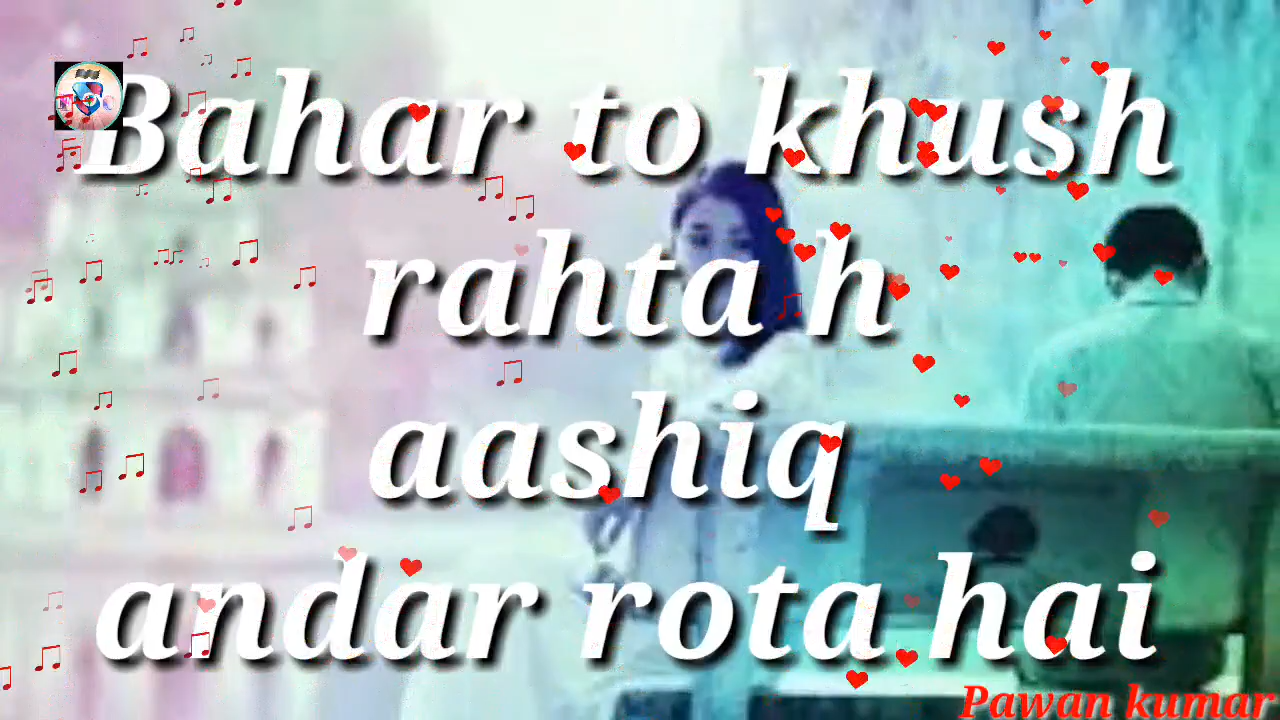 Bahar to khush
rahta h
aashiq
andar rota hai
Pawan kumar